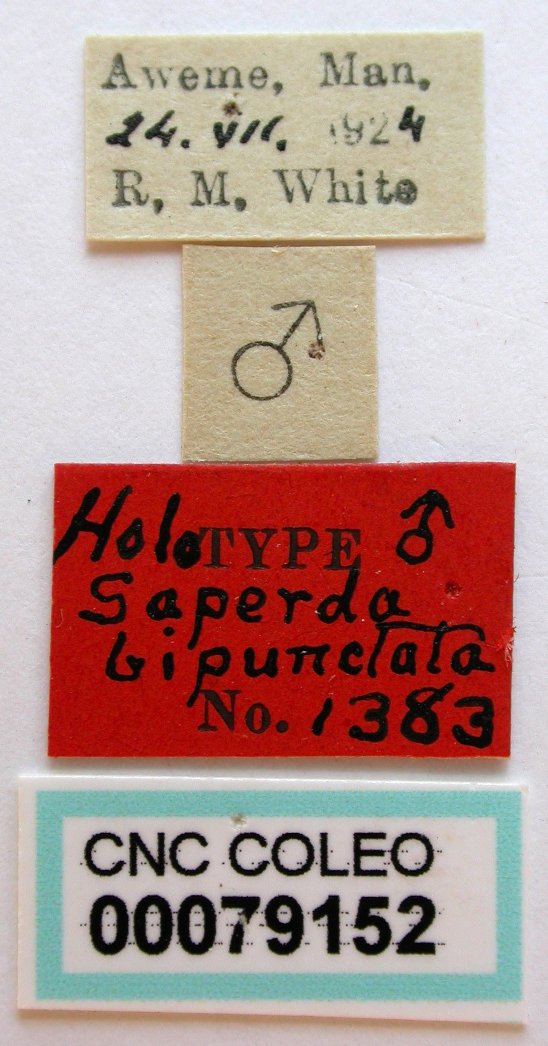 Aweme, Man.
24. VII. 1924
R. M. White
♂
HoloTYPE ♂
Saperda
bipunctata
No. 1383
CNC COLEO
00079152